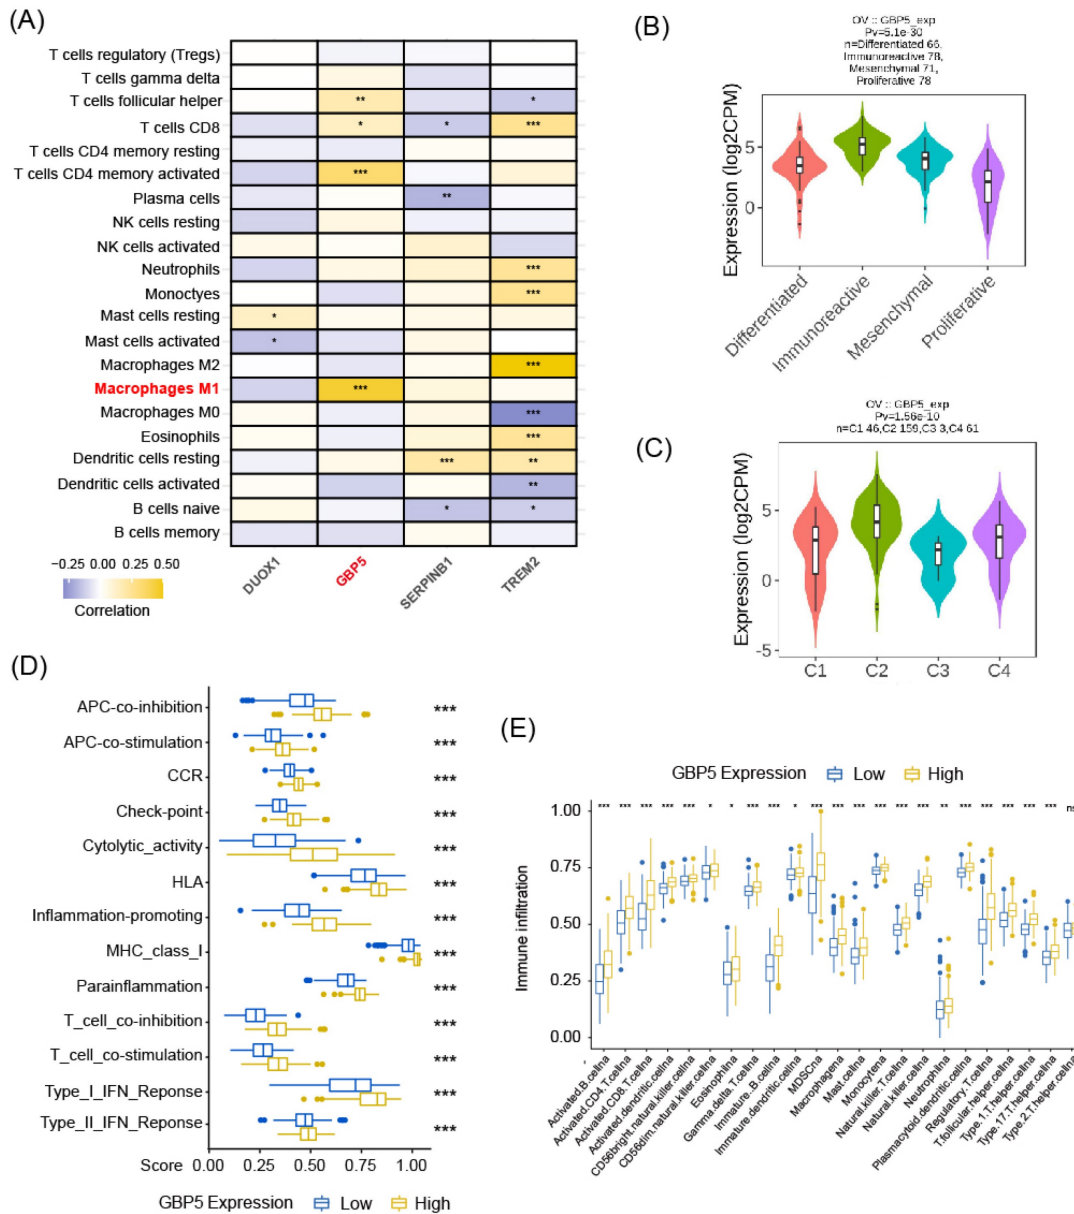 (A)
T cells regulatory (Tregs)
T cells gamma delta
T cells follicular helper
** *
T cells CD8
* * ***
T cells CD4 memory resting
T cells CD4 memory activated
***
Plasma cells
**
NK cells resting
NK cells activated
Neutrophils
***
Monoctyes
***
Mast cells resting
*
Mast cells activated
*
Macrophages M2
***
Macrophages M1
***
Macrophages M0
***
Eosinophils
***
Dendritic cells resting
*** **
Dendritic cells activated
**
B cells naive
* *
B cells memory
DUOX1
GBP5
SERPINB1
TREM2
−0.25 0.00 0.25 0.50
Correlation
(B)
OV :: GBP5_exp
Pv=5.1e-30
n=Differentiated 66,
Immunoreactive 78,
Mesenchymal 71,
Proliferative 78
Expression (log2CPM)
5
0
Differentiated
Immunoreactive
Mesenchymal
Proliferative
(C)
OV :: GBP5_exp
Pv=1.56e-10
n=C1 46,C2 159,C3 3,C4 61
Expression (log2CPM)
5
0
-5
C1 C2 C3 C4
(D)
APC-co-inhibition ***
APC-co-stimulation ***
CCR ***
Check-point ***
Cytolytic_activity ***
HLA ***
Inflammation-promoting ***
MHC_class_I ***
Parainflammation ***
T_cell_co-inhibition ***
T_cell_co-stimulation ***
Type_I_IFN_Reponse ***
Type_II_IFN_Reponse ***
Score
0.00 0.25 0.50 0.75 1.00
GBP5 Expression Low High
(E)
GBP5 Expression Low High
*** *** *** *** *** * * *** *** * *** *** *** *** *** *** ** *** *** *** *** *** ns
Immune infiltration
1.00
0.75
0.50
0.25
0.00
Activated.B.cellna
Activated.CD4.T.cellna
Activated.CD8.T.cellna
Activated.dendritic.cellna
CD56bright.natural.killer.cellna
CD56dim.natural.killer.cellna
Eosinophilna
Gamma.delta.T.cellna
Immature..B.cellna
Immature.dendritic.cellna
MDSCna
Macrophagena
Mast.cellna
Monocytena
Natural.killer.T.cellna
Natural.killer.cellna
Neutrophilna
Plasmacytoid.dendritic.cellna
Regulatory.T.cellna
T.follicular.helper.cellna
Type.1.T.helper.cellna
Type.17.T.helper.cellna
Type.2.T.helper.cellna